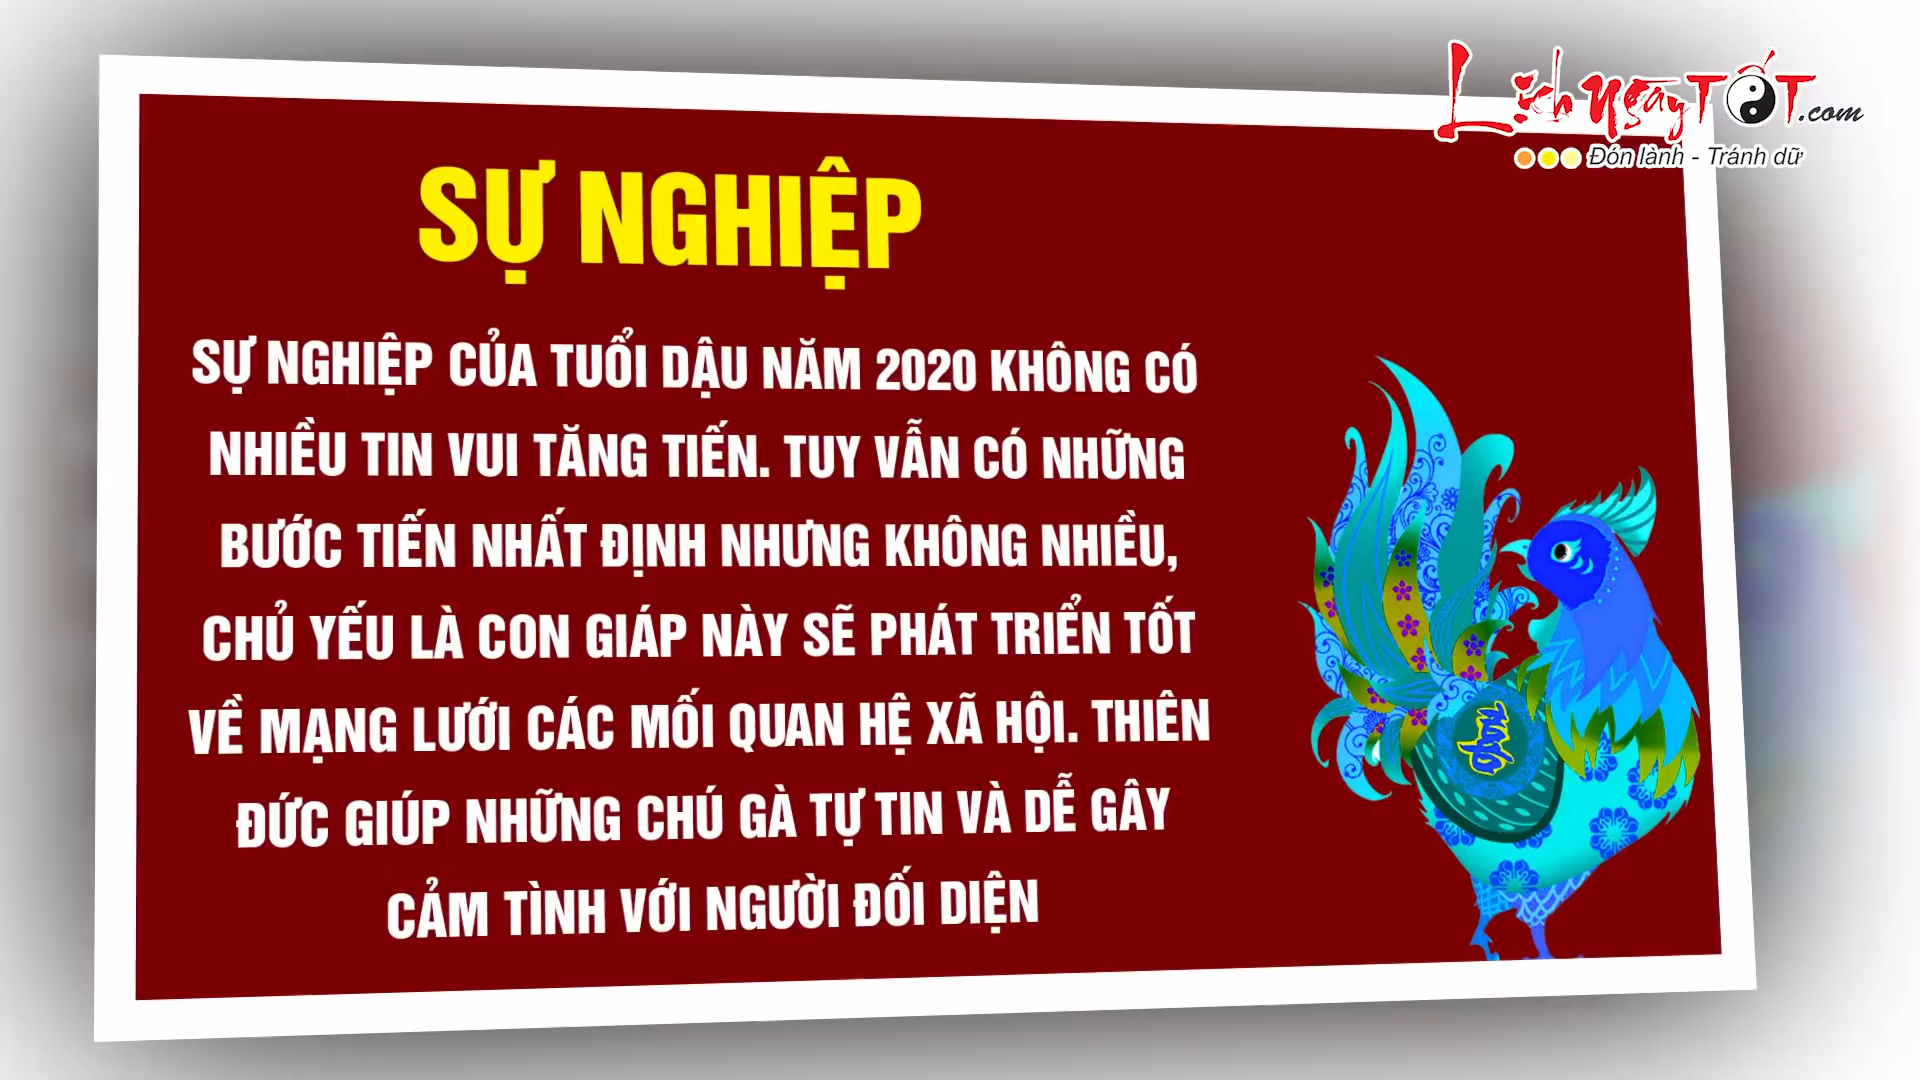 Lịch Ngày TỐT.com
Đón lành - Tránh dữ
SỰ NGHIỆP
SỰ NGHIỆP CỦA TUỔI DẬU NĂM 2020 KHÔNG CÓ
NHIỀU TIN VUI TĂNG TIẾN. TUY VẪN CÓ NHỮNG
BƯỚC TIẾN NHẤT ĐỊNH NHƯNG KHÔNG NHIỀU,
CHỦ YẾU LÀ CON GIÁP NÀY SẼ PHÁT TRIỂN TỐT
VỀ MẠNG LƯỚI CÁC MỐI QUAN HỆ XÃ HỘI. THIÊN
ĐỨC GIÚP NHỮNG CHÚ GÀ TỰ TIN VÀ DỄ GÂY
CẢM TÌNH VỚI NGƯỜI ĐỐI DIỆN